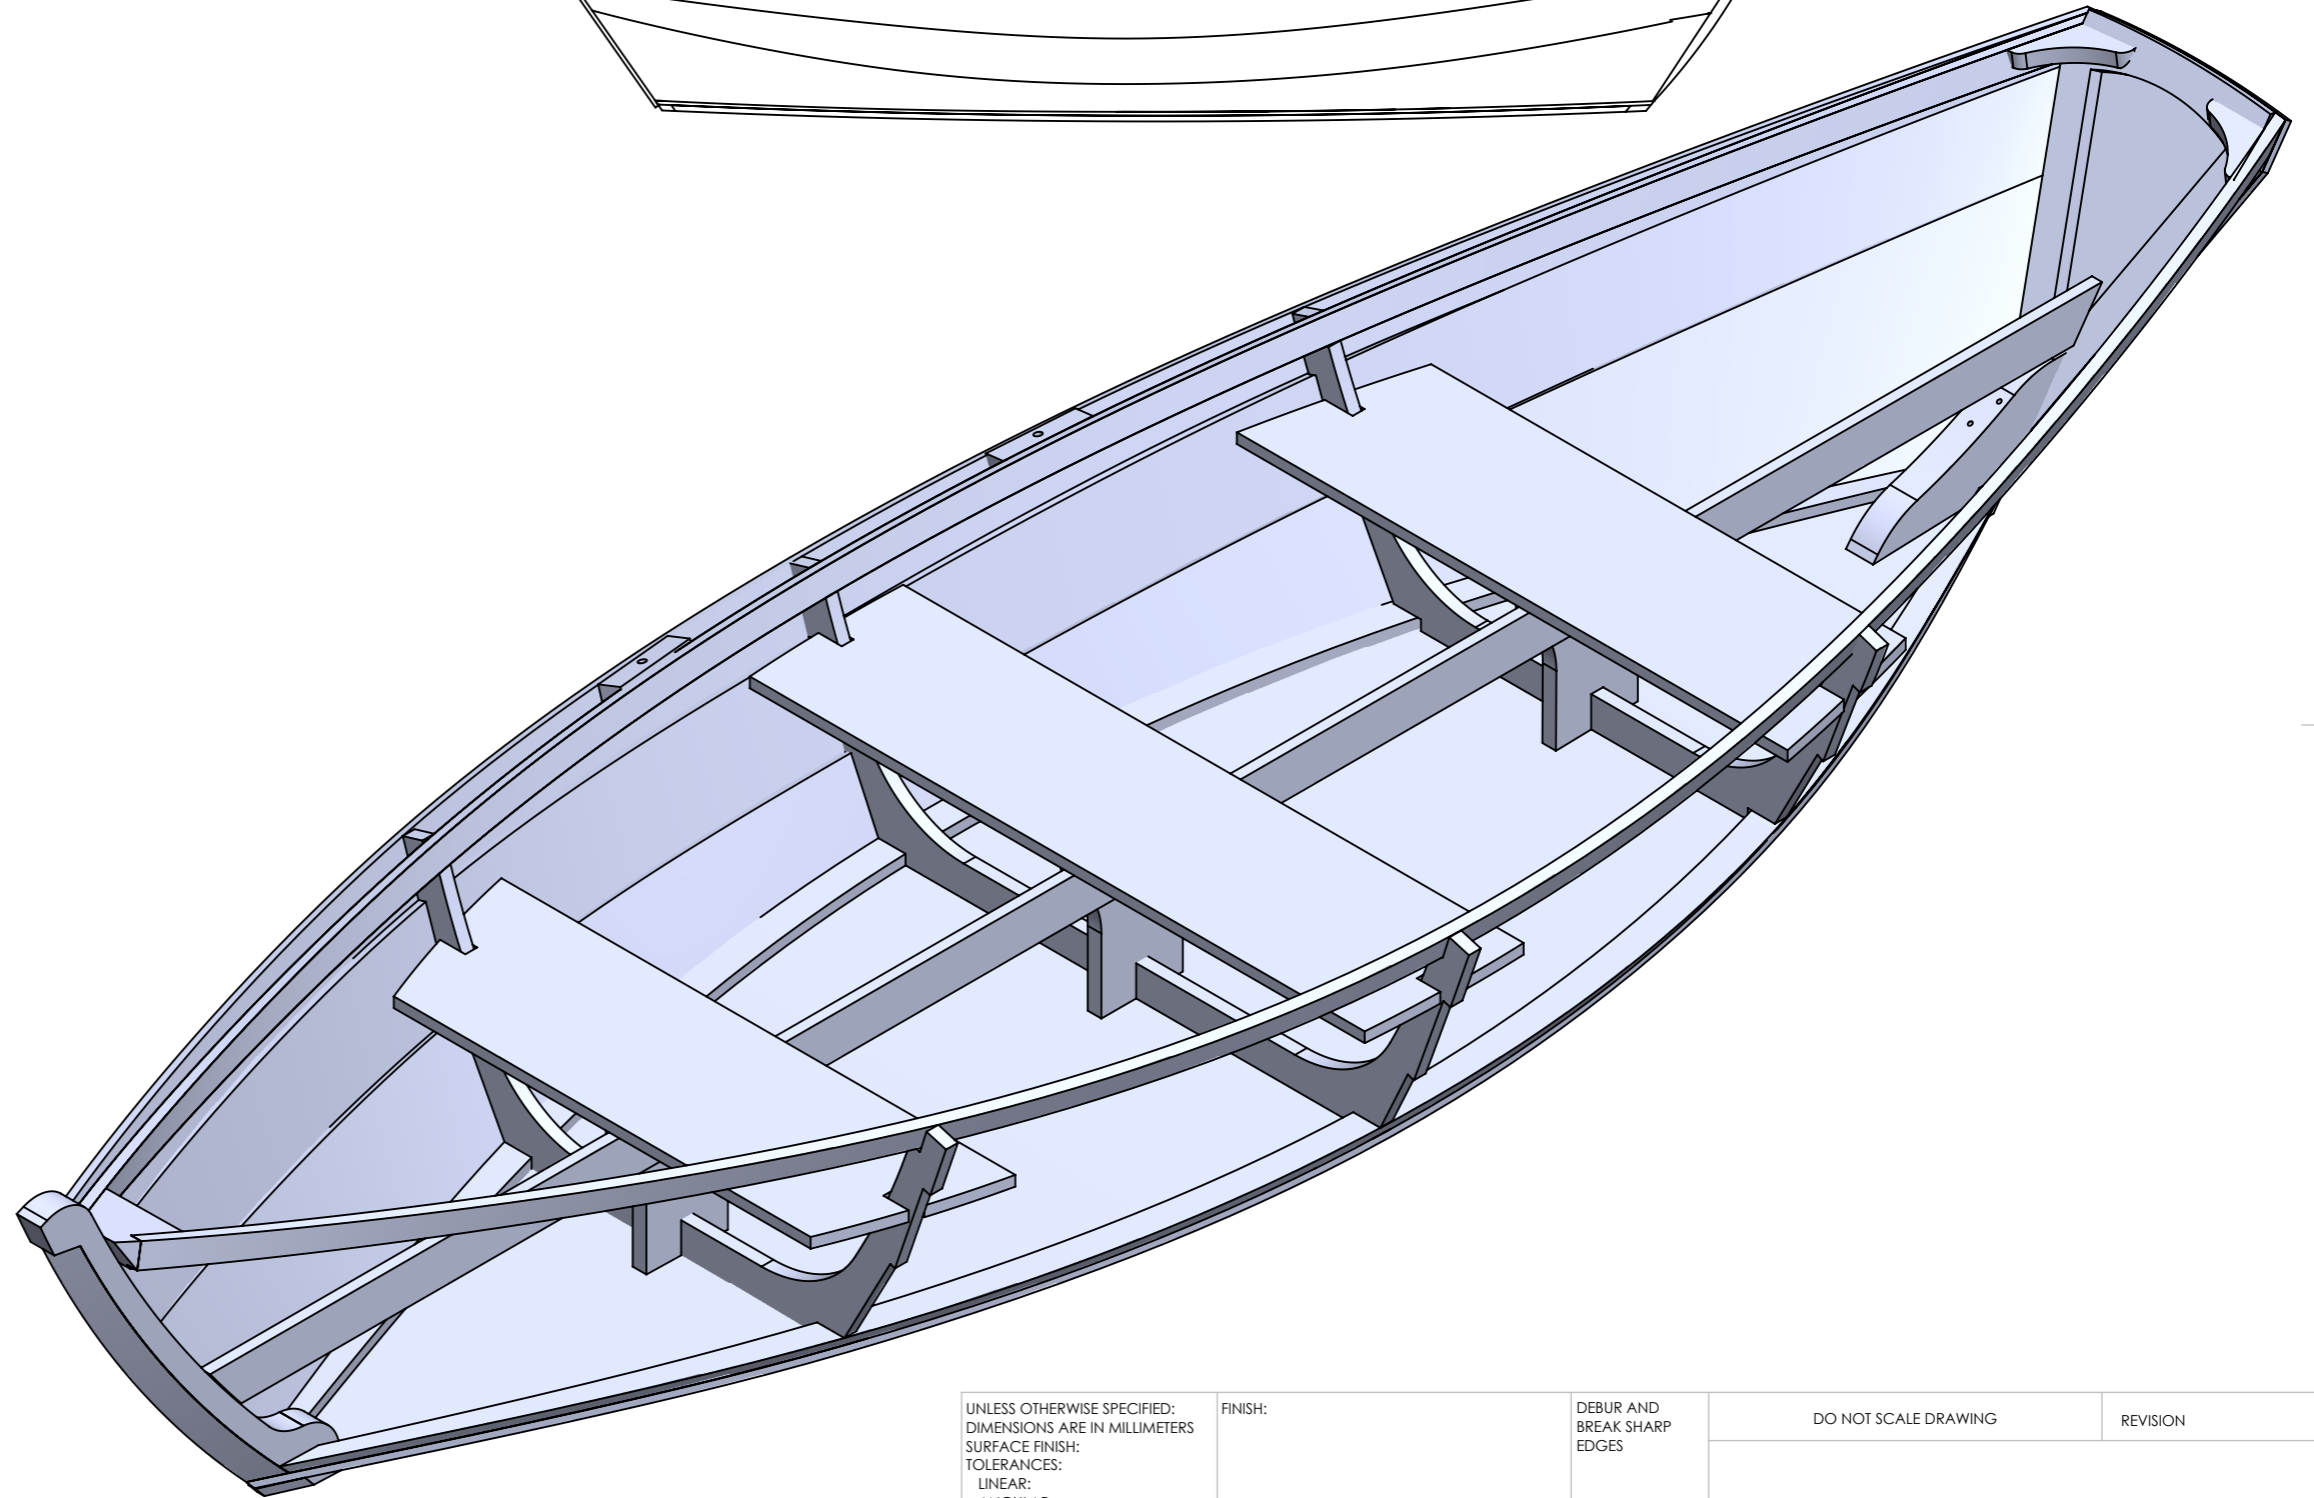 UNLESS OTHERWISE SPECIFIED:
DIMENSIONS ARE IN MILLIMETERS
SURFACE FINISH:
TOLERANCES:
LINEAR:
FINISH:
DEBUR AND
BREAK SHARP
EDGES
DO NOT SCALE DRAWING
REVISION